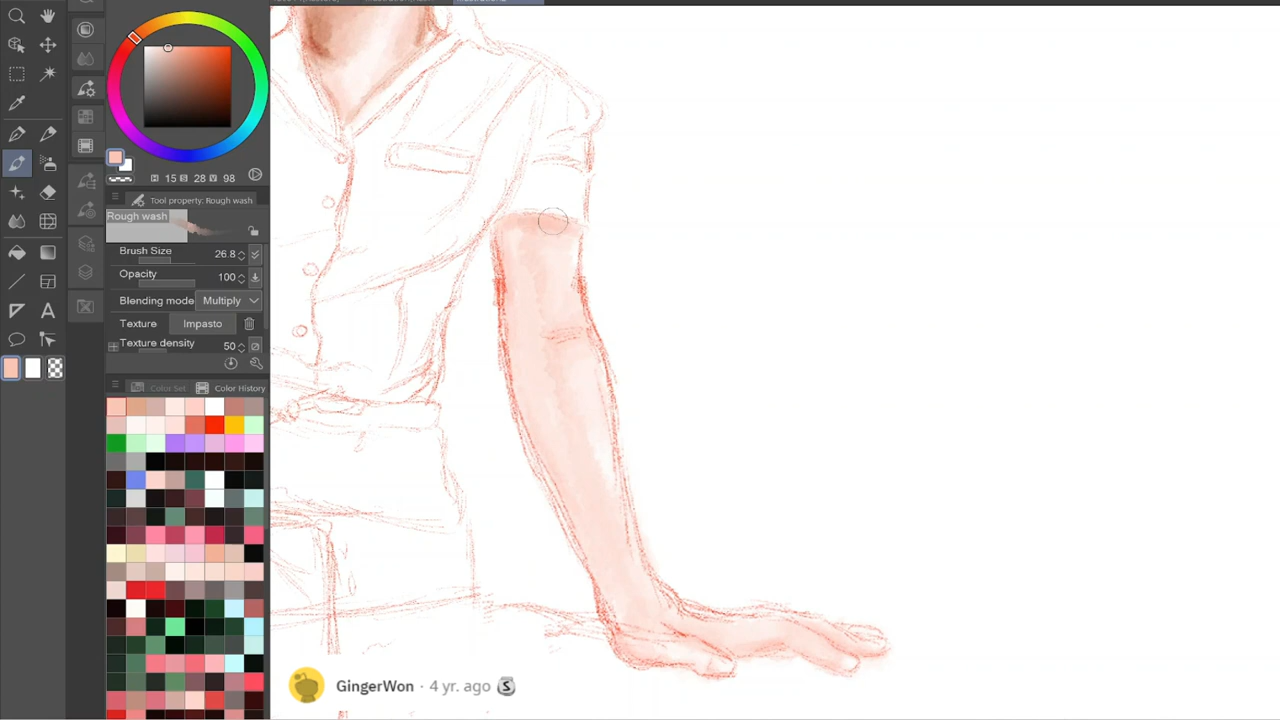 H 15 S 28 V 98
Tool property: Rough wash
Rough wash
Brush Size 26.8
Opacity 100
Blending mode Multiply
Texture Impasto
Texture density 50
Color Set Color History
GingerWon · 4 yr. ago S